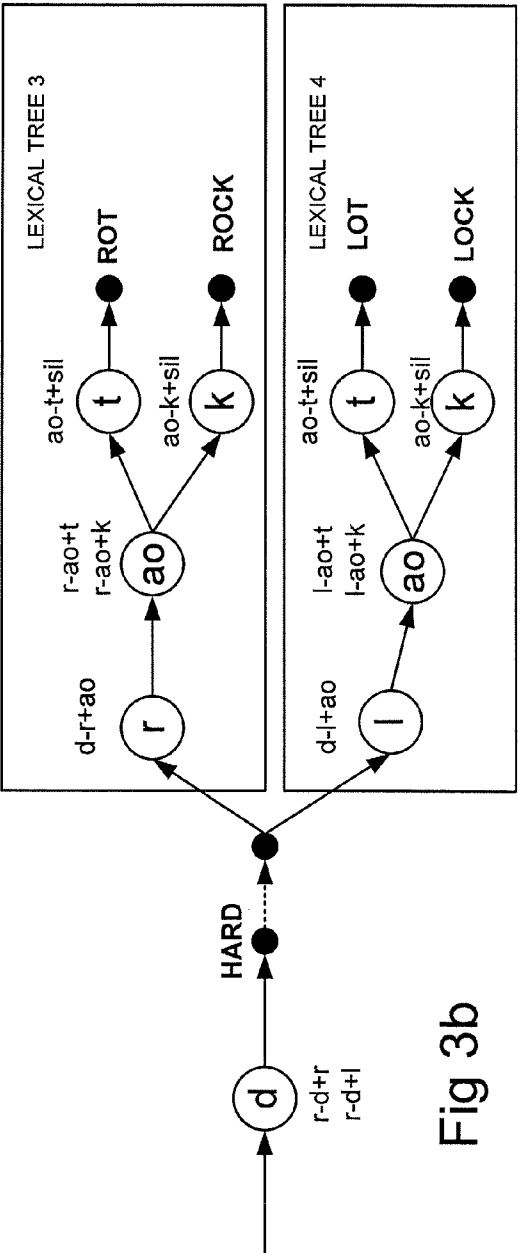 LEXICAL TREE 3
ROT
ROCK
ao-t+sil
t
ao-k+sil
k
r-ao+t
r-ao+k
ao
d-r+ao
r
LEXICAL TREE 4
LOT
LOCK
ao-t+sil
t
ao-k+sil
k
l-ao+t
l-ao+k
ao
d-l+ao
l
HARD
d
r-d+r
r-d+l
Fig 3b